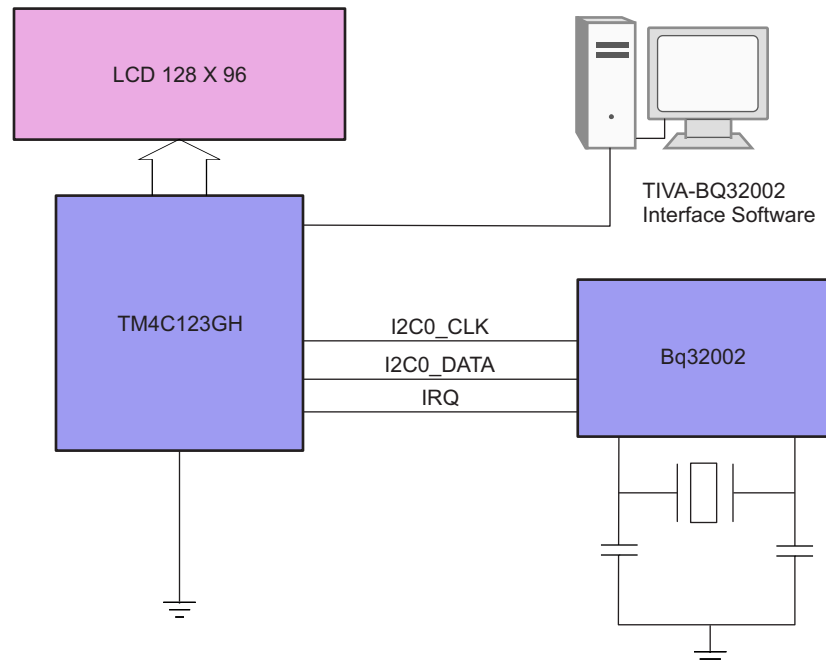 LCD 128 X 96
TIVA-BQ32002
Interface Software
TM4C123GH
I2C0_CLK
I2C0_DATA
IRQ
Bq32002